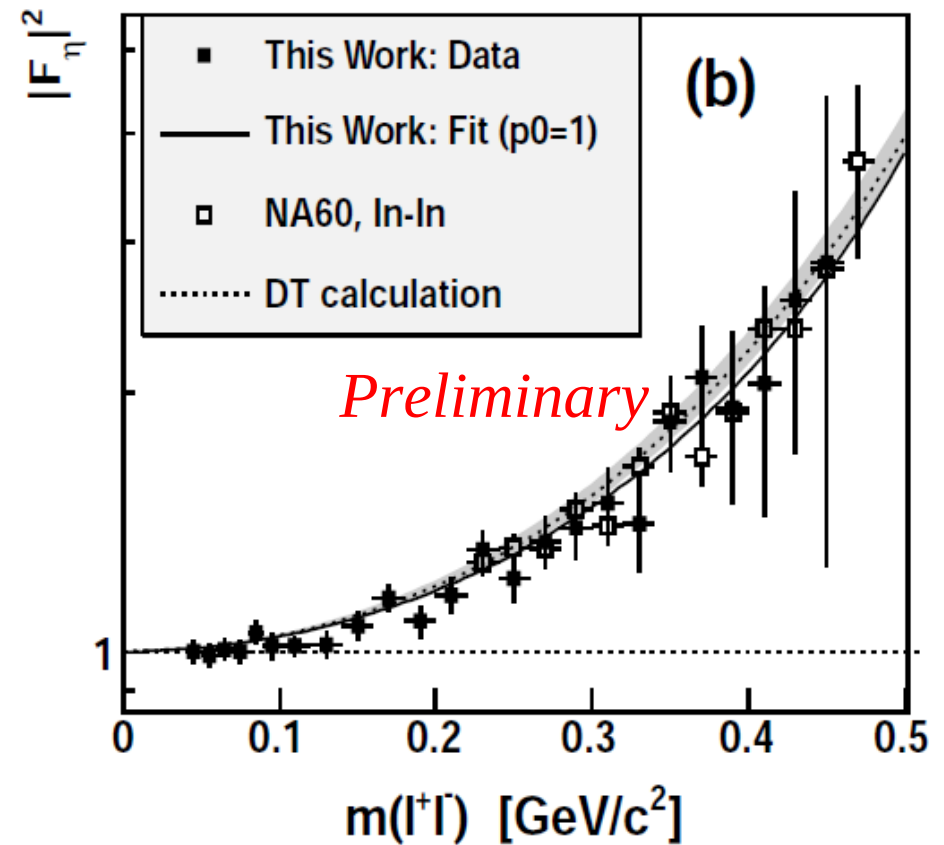 |Fη|²
This Work: Data
This Work: Fit (p0=1)
NA60, In-In
DT calculation
(b)
Preliminary
1
0 0.1 0.2 0.3 0.4 0.5
m(l⁺l⁻) [GeV/c²]